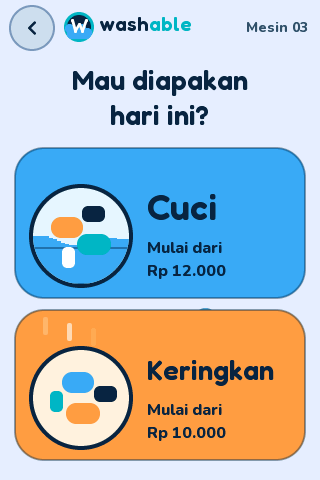 washable
Mesin 03
Mau diapakan
hari ini?
Cuci
Mulai dari
Rp 12.000
Keringkan
Mulai dari
Rp 10.000